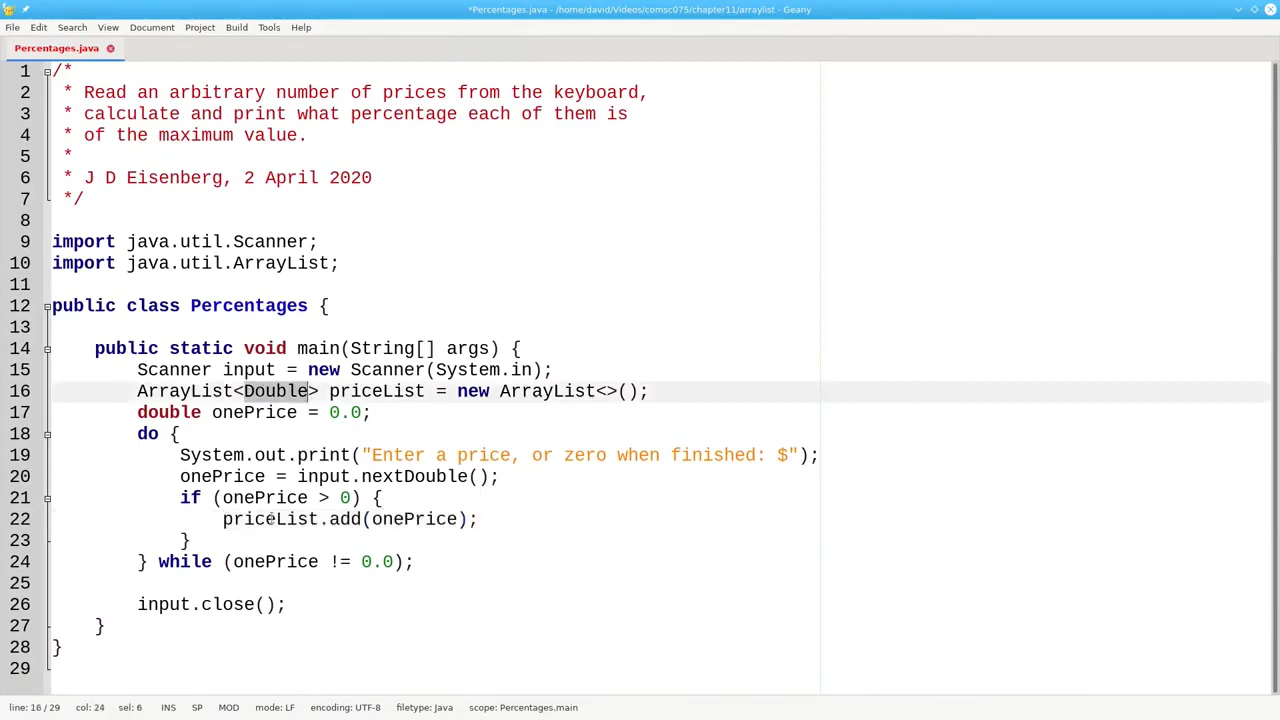 *Percentages.java - /home/david/Videos/comsc075/chapter11/arraylist - Geany
File Edit Search View Document Project Build Tools Help
Percentages.java
1 /*
2  * Read an arbitrary number of prices from the keyboard,
3  * calculate and print what percentage each of them is
4  * of the maximum value.
5  *
6  * J D Eisenberg, 2 April 2020
7  */
8
9 import java.util.Scanner;
10 import java.util.ArrayList;
11
12 public class Percentages {
13
14     public static void main(String[] args) {
15         Scanner input = new Scanner(System.in);
16         ArrayList<Double> priceList = new ArrayList<>();
17         double onePrice = 0.0;
18         do {
19             System.out.print("Enter a price, or zero when finished: $");
20             onePrice = input.nextDouble();
21             if (onePrice > 0) {
22                 priceList.add(onePrice);
23             }
24         } while (onePrice != 0.0);
25
26         input.close();
27     }
28 }
29
line: 16 / 29 col: 24 sel: 6 INS SP MOD mode: LF encoding: UTF-8 filetype: Java scope: Percentages.main